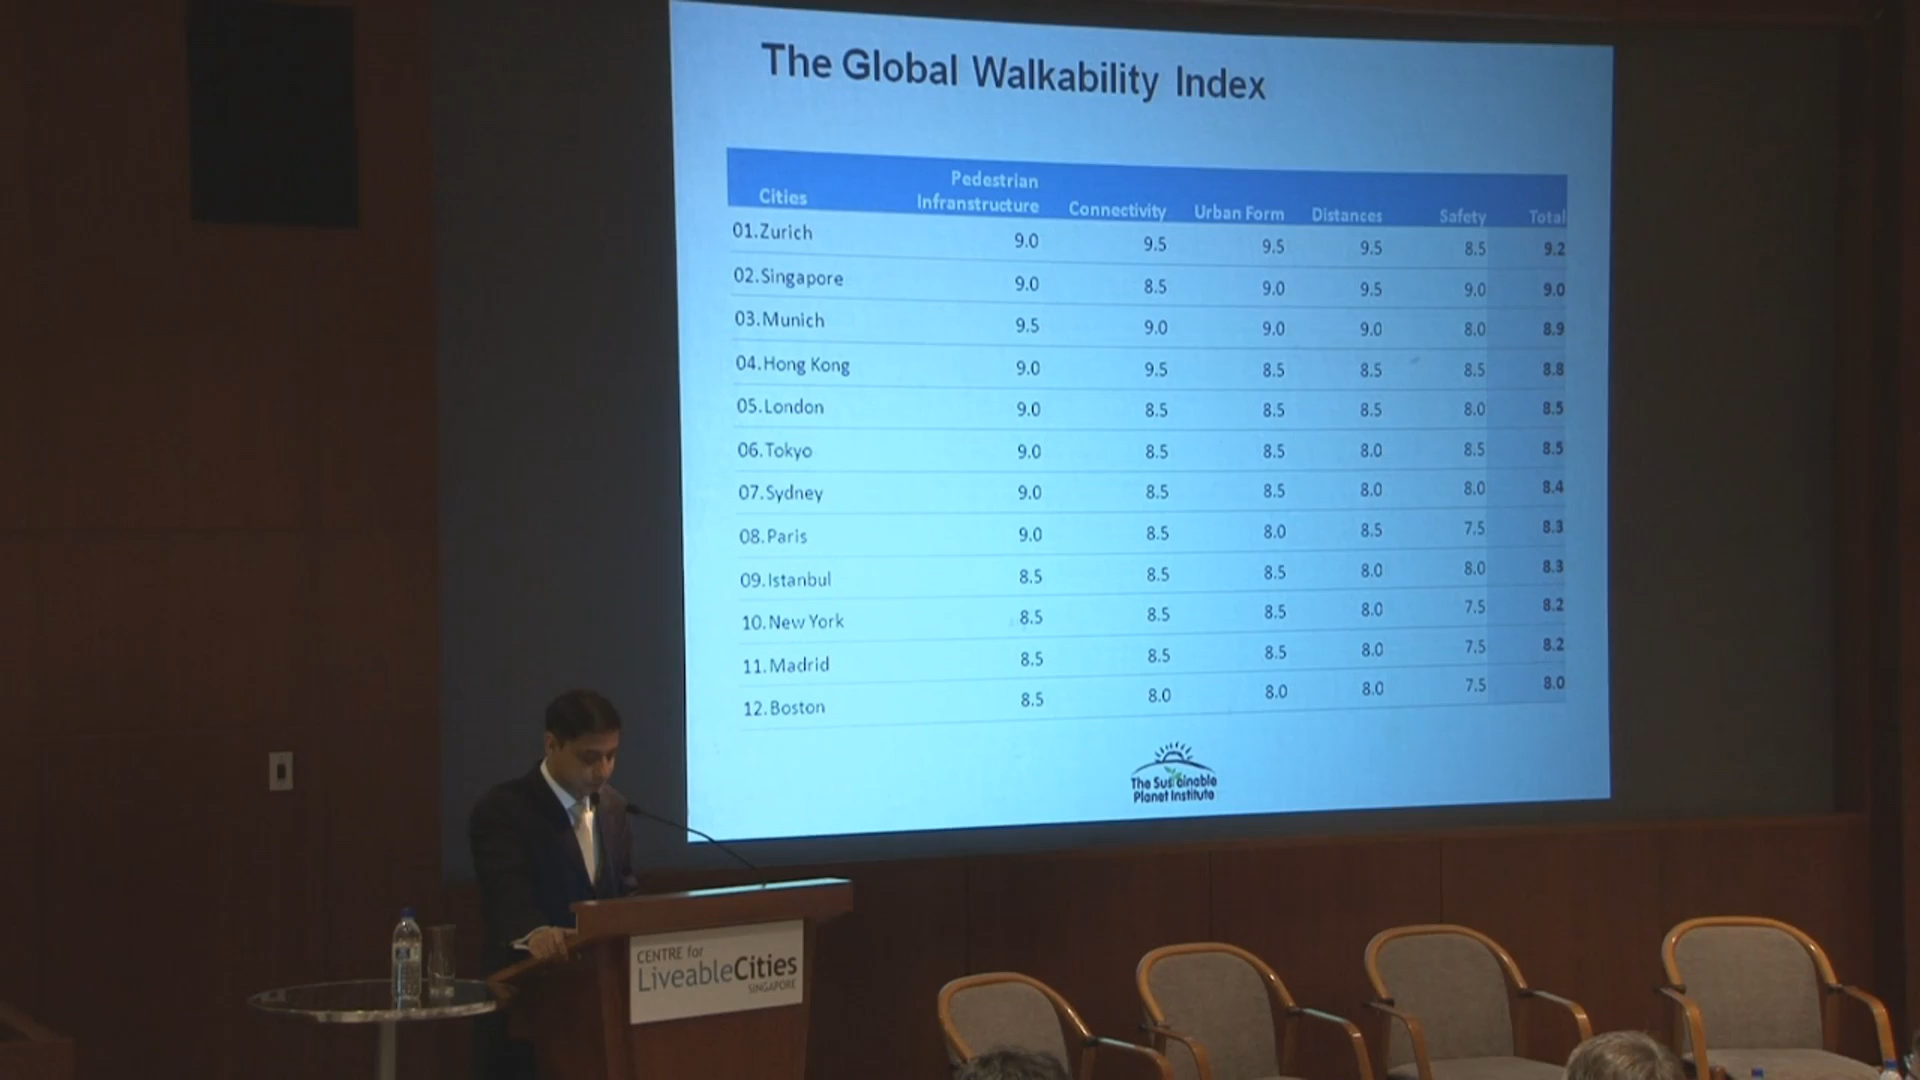 The Global Walkability Index
Cities Pedestrian Infranstructure Connectivity Urban Form Distances Safety Total
01.Zurich 9.0 9.5 9.5 9.5 8.5 9.2
02.Singapore 9.0 8.5 9.0 9.5 9.0 9.0
03.Munich 9.5 9.0 9.0 9.0 8.0 8.9
04.Hong Kong 9.0 9.5 8.5 8.5 8.5 8.8
05.London 9.0 8.5 8.5 8.5 8.0 8.5
06.Tokyo 9.0 8.5 8.5 8.0 8.5 8.5
07.Sydney 9.0 8.5 8.5 8.0 8.0 8.4
08.Paris 9.0 8.5 8.0 8.5 7.5 8.3
09.Istanbul 8.5 8.5 8.5 8.0 8.0 8.3
10.New York 8.5 8.5 8.5 8.0 7.5 8.2
11.Madrid 8.5 8.5 8.5 8.0 7.5 8.2
12.Boston 8.5 8.0 8.0 8.0 7.5 8.0
The Sustainable
Planet Institute
CENTRE for
LiveableCities
SINGAPORE